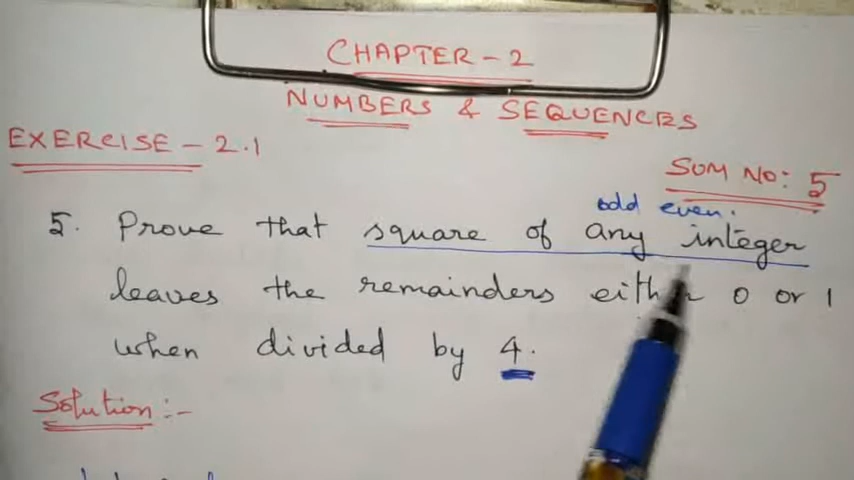 CHAPTER - 2
NUMBERS & SEQUENCES
EXERCISE - 2.1
SUM NO: 5
odd even.
5. Prove that square of any integer
leaves the remainders either 0 or 1
when divided by 4.
Solution :-